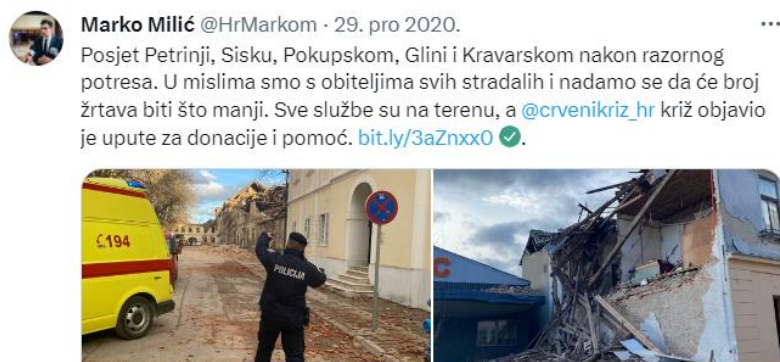 Marko Milić @HrMarkom · 29. pro 2020.
Posjet Petrinji, Sisku, Pokupskom, Glini i Kravarskom nakon razornog
potresa. U mislima smo s obiteljima svih stradalih i nadamo se da će broj
žrtava biti što manji. Sve službe su na terenu, a @crvenikriz_hr križ objavio
je upute za donacije i pomoć. bit.ly/3aZnxx0 ✅.
194
POLICIJA
C